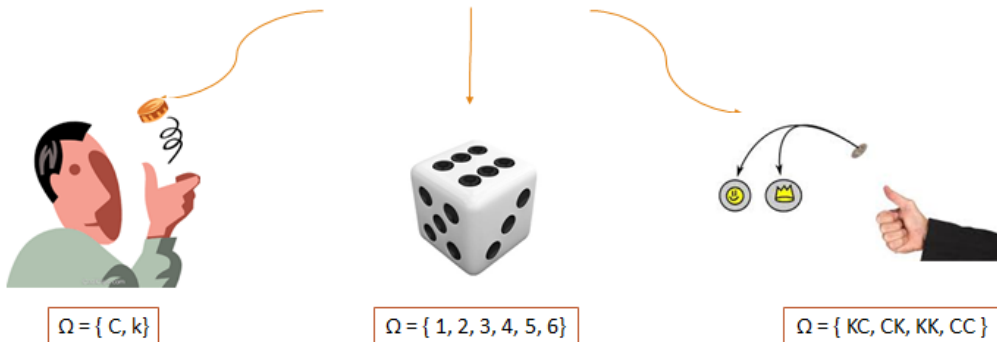 Ω = { C, k}
Ω = { 1, 2, 3, 4, 5, 6}
Ω = { KC, CK, KK, CC }